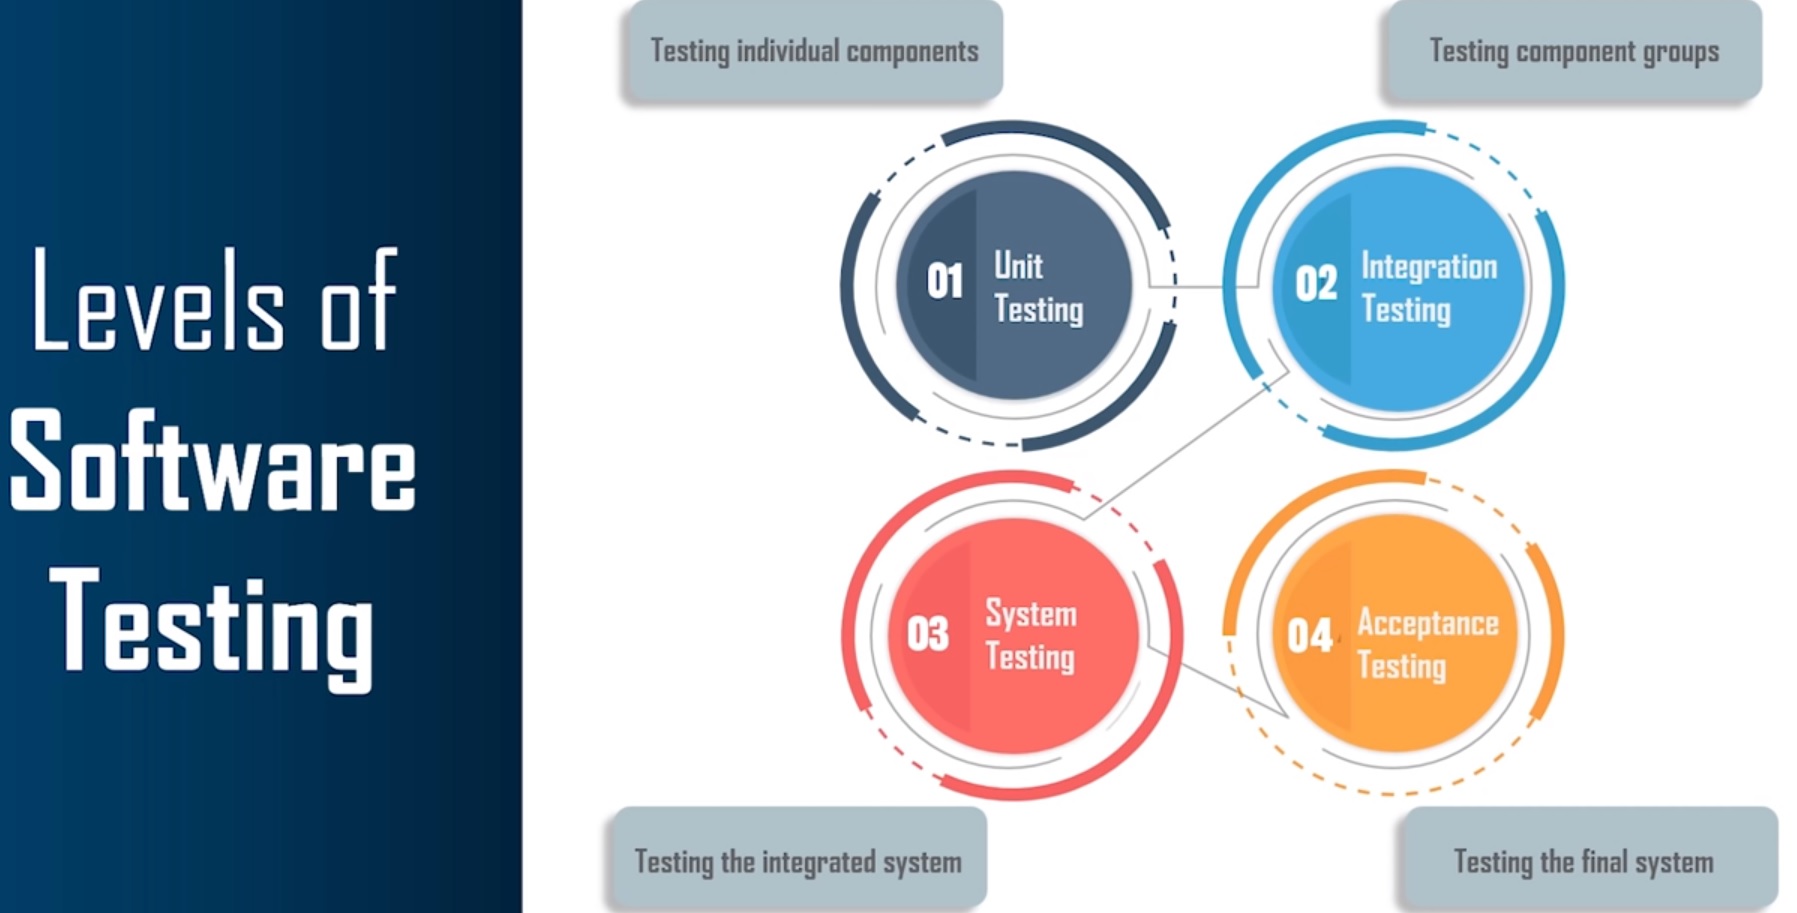 Levels of
Software
Testing
Testing individual components
Testing component groups
01
Unit
Testing
02
Integration
Testing
03
System
Testing
04
Acceptance
Testing
Testing the integrated system
Testing the final system